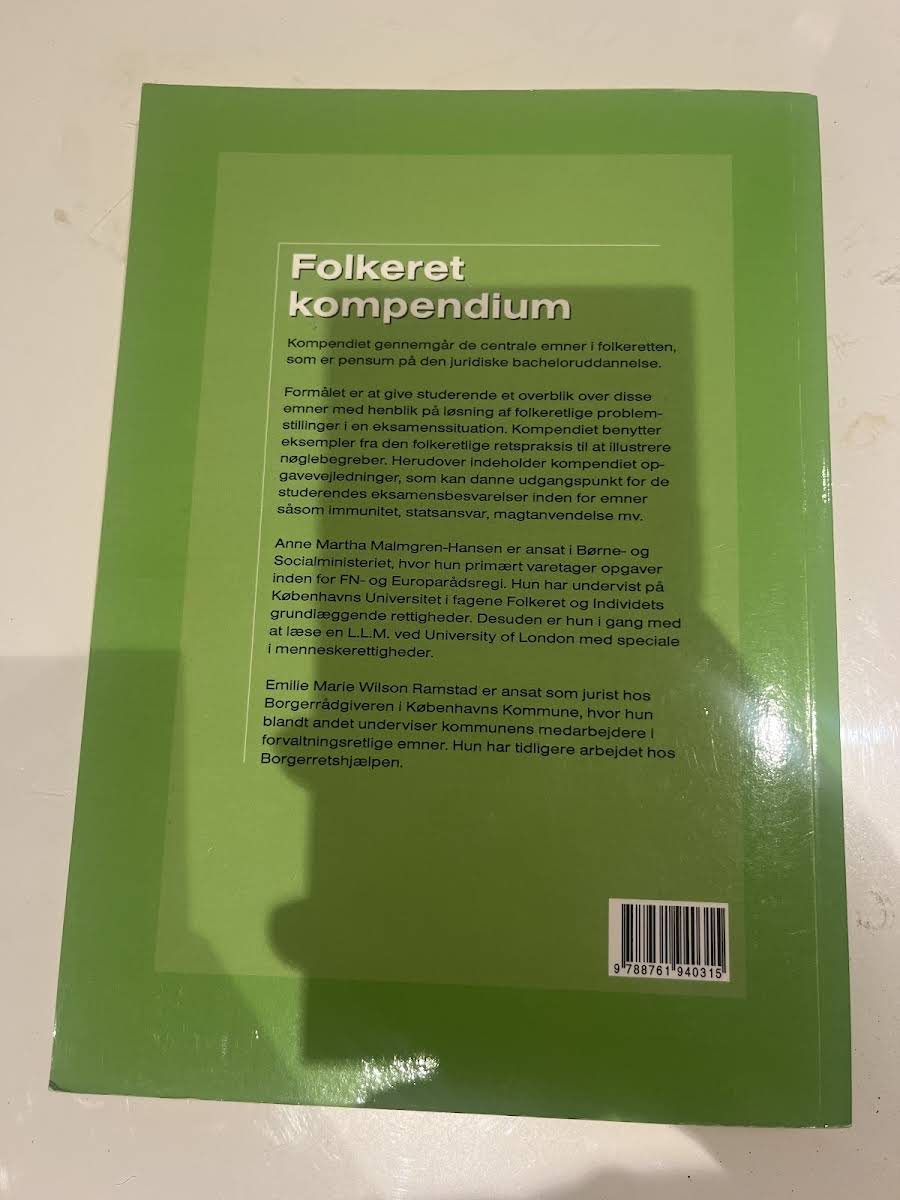 Folkeret
kompendium
Kompendiet gennemgår de centrale emner i folkeretten,
som er pensum på den juridiske bacheloruddannelse.
Formålet er at give studerende et overblik over disse
emner med henblik på løsning af folkeretlige problem-
stillinger i en eksamenssituation. Kompendiet benytter
eksempler fra den folkeretlige retspraksis til at illustrere
nøglebegreber. Herudover indeholder kompendiet op-
gavevejledninger, som kan danne udgangspunkt for de
studerendes eksamensbesvarelser inden for emner
såsom immunitet, statsansvar, magtanvendelse mv.
Anne Martha Malmgren-Hansen er ansat i Børne- og
Socialministeriet, hvor hun primært varetager opgaver
inden for FN- og Europarådsregi. Hun har undervist på
Københavns Universitet i fagene Folkeret og Individets
grundlæggende rettigheder. Desuden er hun i gang med
at læse en L.L.M. ved University of London med speciale
i menneskerettigheder.
Emilie Marie Wilson Ramstad er ansat som jurist hos
Borgerrådgiveren i Københavns Kommune, hvor hun
blandt andet underviser kommunens medarbejdere i
forvaltningsretlige emner. Hun har tidligere arbejdet hos
Borgerretshjælpen.
9 788761 940315